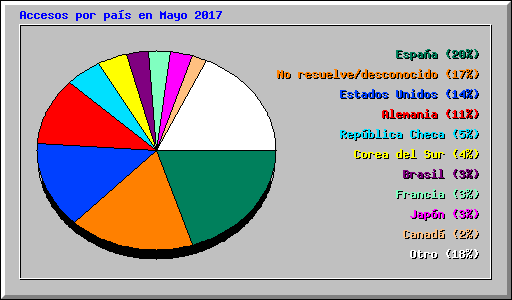 Accesos por país en Mayo 2017
España (20%)
No resuelve/desconocido (17%)
Estados Unidos (14%)
Alemania (11%)
República Checa (5%)
Corea del Sur (4%)
Brasil (3%)
Francia (3%)
Japón (3%)
Canadá (2%)
Otro (18%)